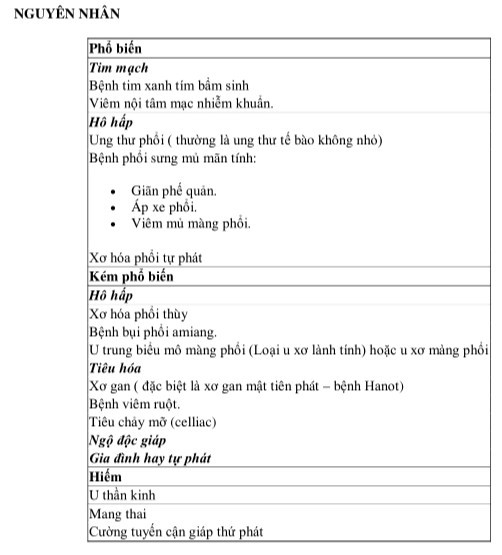 NGUYÊN NHÂN
Phổ biến
Tim mạch
Bệnh tim xanh tím bẩm sinh
Viêm nội tâm mạc nhiễm khuẩn.
Hô hấp
Ung thư phổi ( thường là ung thư tế bào không nhỏ)
Bệnh phổi sưng mủ mãn tính:
• Giãn phế quản.
• Áp xe phổi.
• Viêm mủ màng phổi.
Xơ hóa phổi tự phát
Kém phổ biến
Hô hấp
Xơ hóa phổi thùy
Bệnh bụi phổi amiang.
U trung biểu mô màng phổi (Loại u xơ lành tính) hoặc u xơ màng phổi
Tiêu hóa
Xơ gan ( đặc biệt là xơ gan mật tiên phát – bệnh Hanot)
Bệnh viêm ruột.
Tiêu chảy mỡ (celliac)
Ngộ độc giáp
Gia đình hay tự phát
Hiếm
U thần kinh
Mang thai
Cường tuyến cận giáp thứ phát